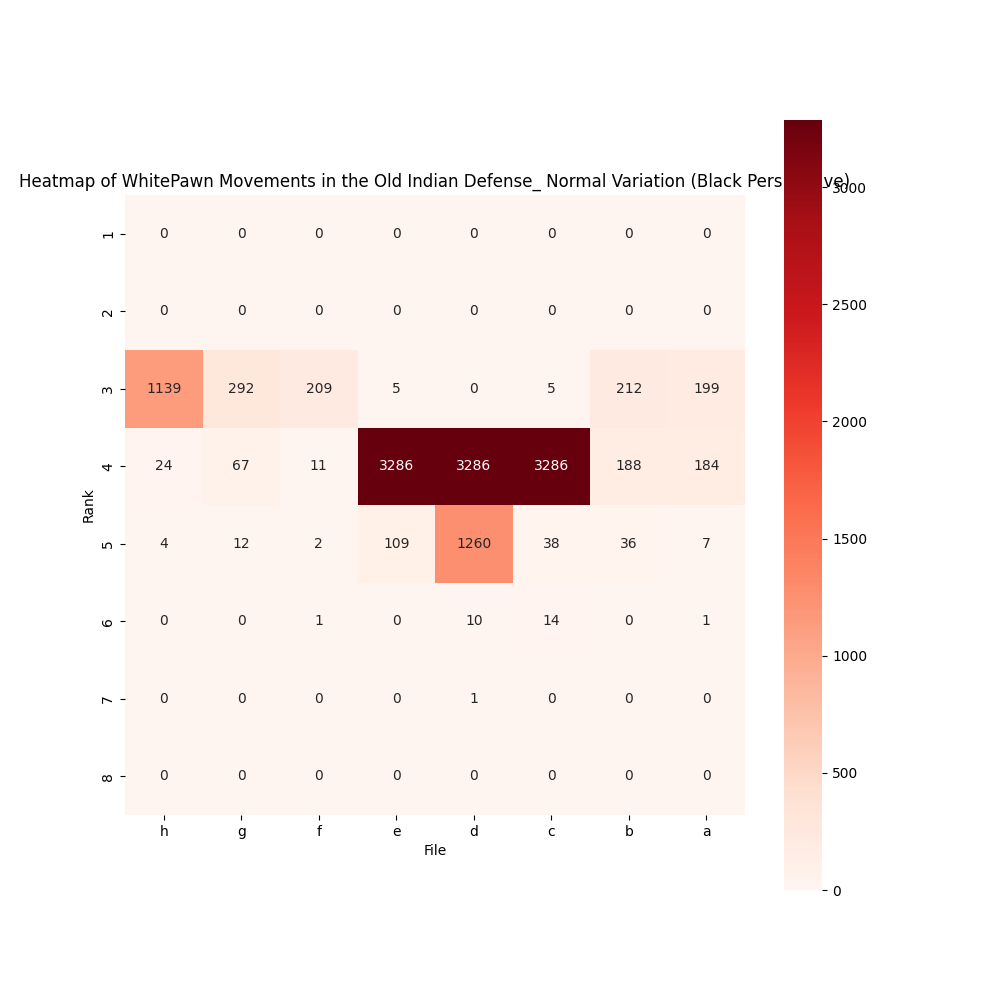 Heatmap of WhitePawn Movements in the Old Indian Defense_ Normal Variation (Black Pers ve)
3000
1 0 0 0 0 0 0 0 0
2 0 0 0 0 0 0 0 0
2500
3 1139 292 209 5 0 5 212 199
2000
4 24 67 11 3286 3286 3286 188 184
Rank
5 4 12 2 109 1260 38 36 7
1500
6 0 0 1 0 10 14 0 1
1000
7 0 0 0 0 1 0 0 0
8 0 0 0 0 0 0 0 0
500
h g f e d c b a
File
0